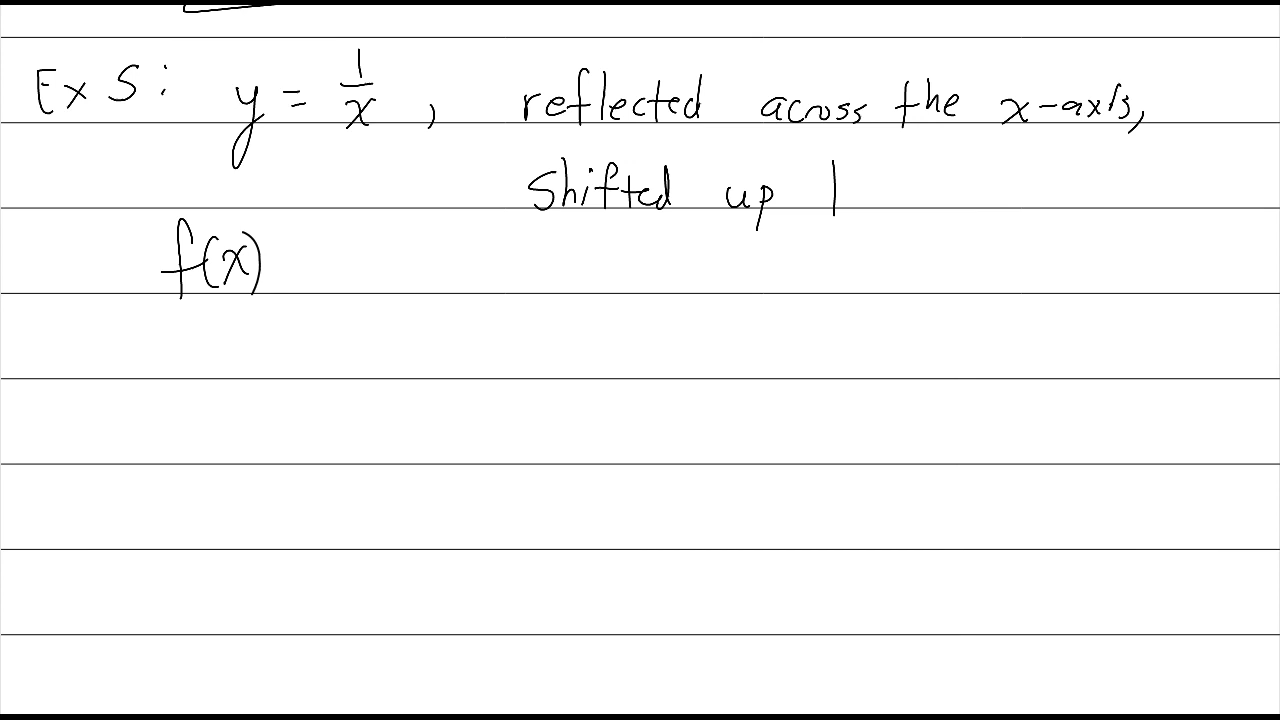 Ex 5: y = 1/x, reflected across the x-axis,
Shifted up 1
f(x)